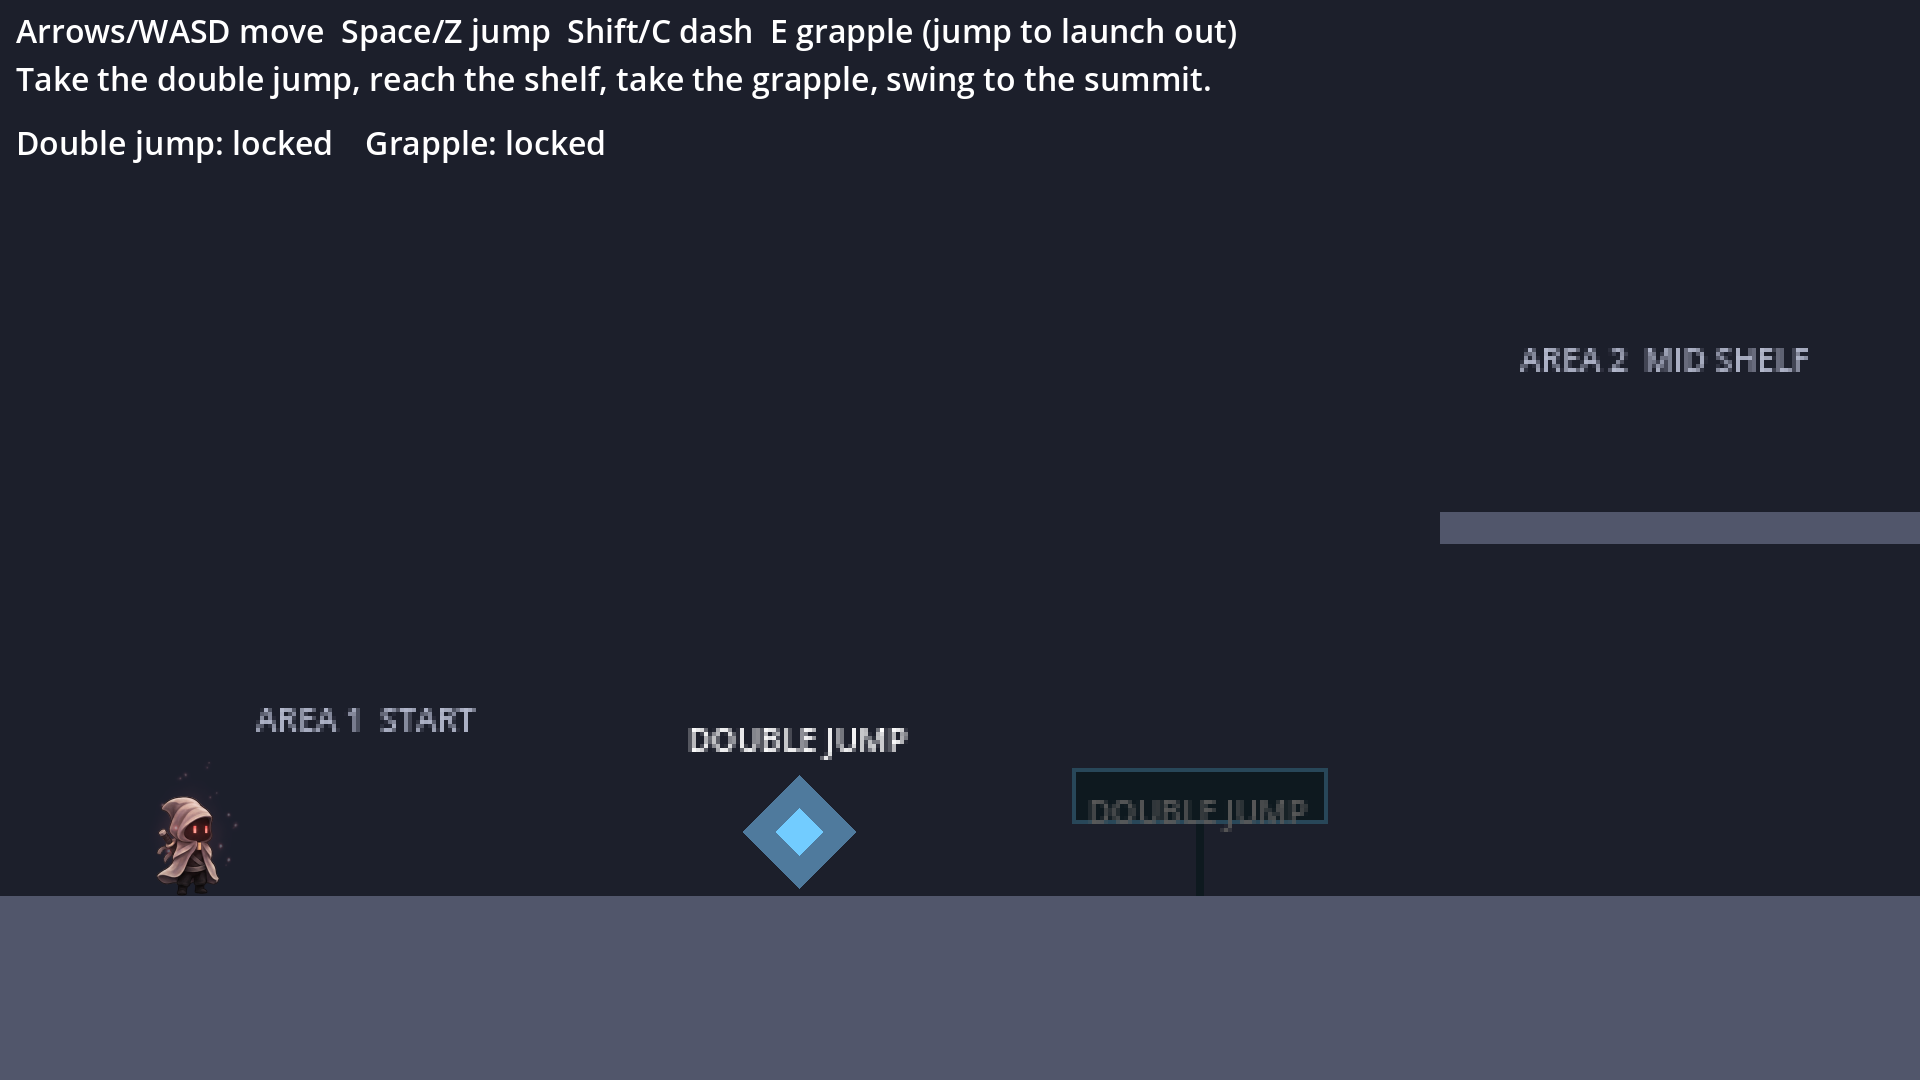 Arrows/WASD move  Space/Z jump  Shift/C dash  E grapple (jump to launch out)
Take the double jump, reach the shelf, take the grapple, swing to the summit.
Double jump: locked    Grapple: locked
AREA 2  MID SHELF
AREA 1  START
DOUBLE JUMP
DOUBLE JUMP